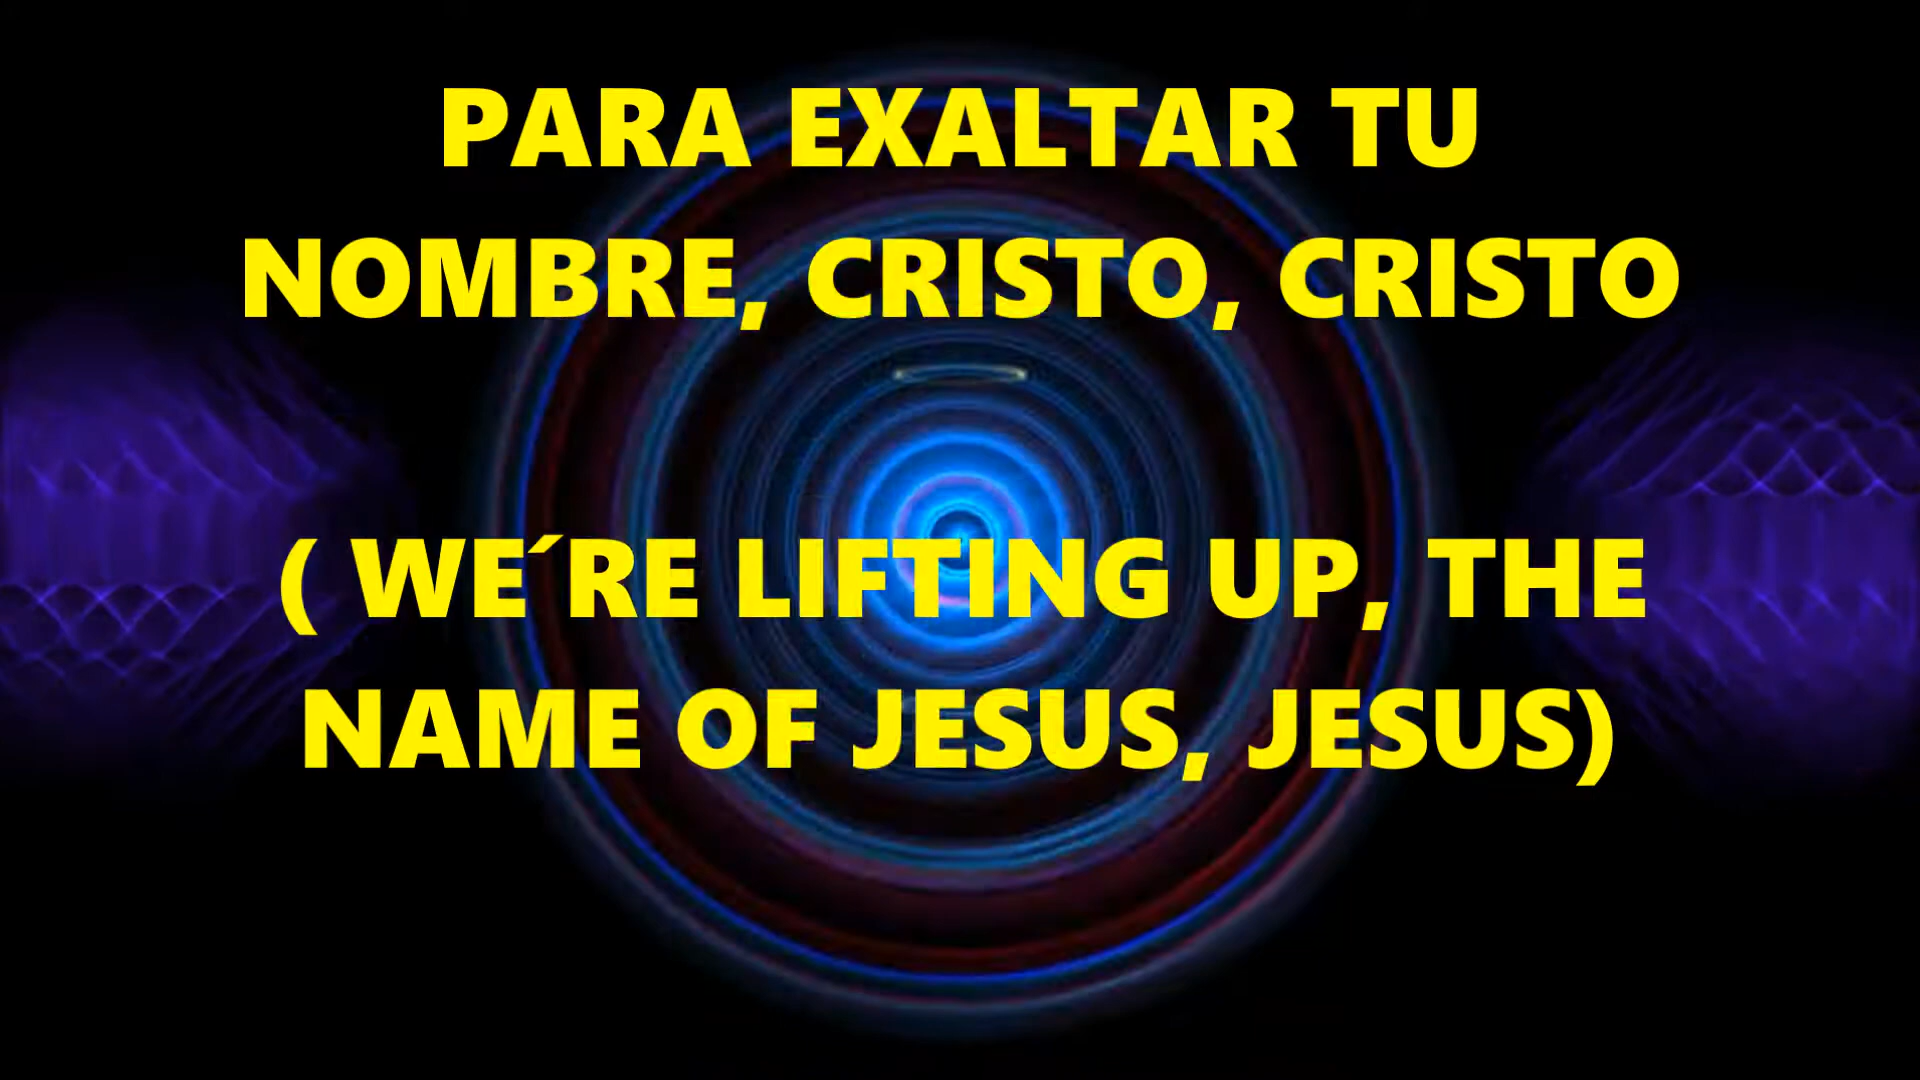 PARA EXALTAR TU
NOMBRE, CRISTO, CRISTO
( WE´RE LIFTING UP, THE
NAME OF JESUS, JESUS)